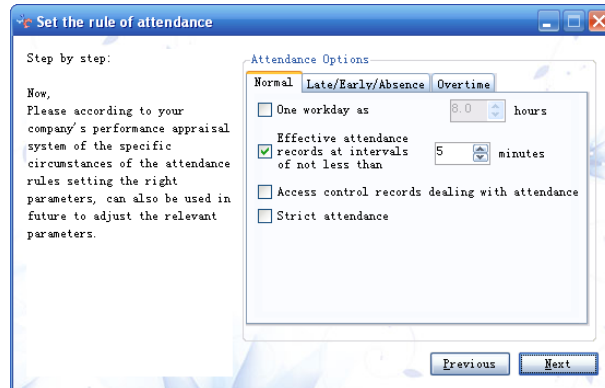 Set the rule of attendance
Step by step:
Now,
Please according to your
company's performance appraisal
system of the specific
circumstances of the attendance
rules setting the right
parameters, can also be used in
future to adjust the relevant
parameters.
Attendance Options
Normal Late/Early/Absence Overtime
One workday as 8.0 hours
Effective attendance
records at intervals 5 minutes
of not less than
Access control records dealing with attendance
Strict attendance
Previous Next